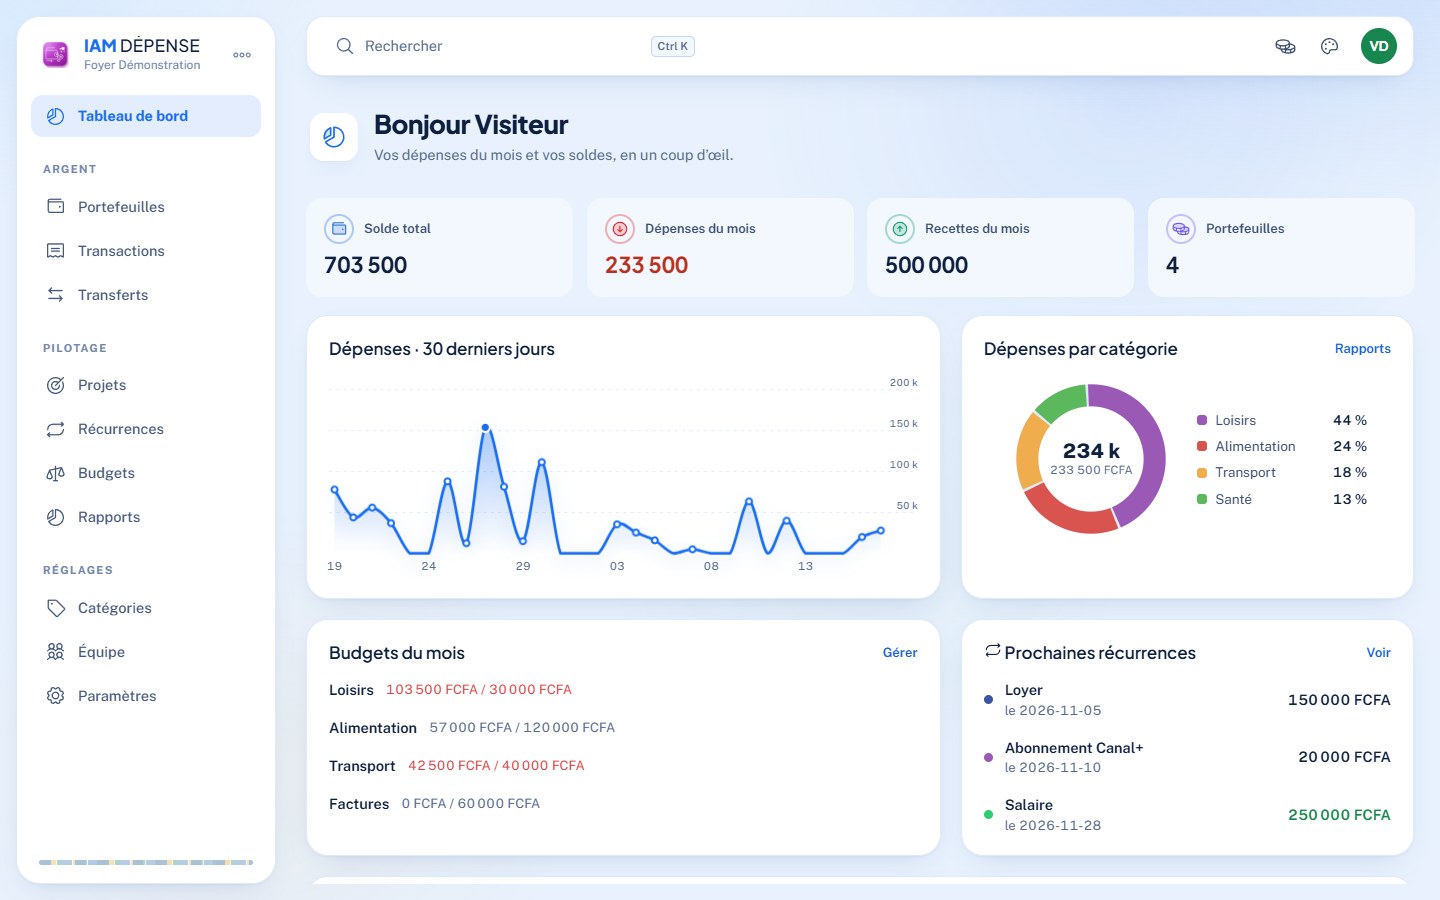 IAM DÉPENSE
Foyer Démonstration
Tableau de bord
ARGENT
Portefeuilles
Transactions
Transferts
PILOTAGE
Projets
Récurrences
Budgets
Rapports
RÉGLAGES
Catégories
Équipe
Paramètres
Rechercher
Ctrl K
VD
Bonjour Visiteur
Vos dépenses du mois et vos soldes, en un coup d’œil.
Solde total
703 500
Dépenses du mois
233 500
Recettes du mois
500 000
Portefeuilles
4
Dépenses · 30 derniers jours
200 k
150 k
100 k
50 k
19 24 29 03 08 13
Dépenses par catégorie
Rapports
234 k
233 500 FCFA
Loisirs 44 %
Alimentation 24 %
Transport 18 %
Santé 13 %
Budgets du mois
Gérer
Loisirs 103 500 FCFA / 30 000 FCFA
Alimentation 57 000 FCFA / 120 000 FCFA
Transport 42 500 FCFA / 40 000 FCFA
Factures 0 FCFA / 60 000 FCFA
Prochaines récurrences
Voir
Loyer
le 2026-11-05
150 000 FCFA
Abonnement Canal+
le 2026-11-10
20 000 FCFA
Salaire
le 2026-11-28
250 000 FCFA